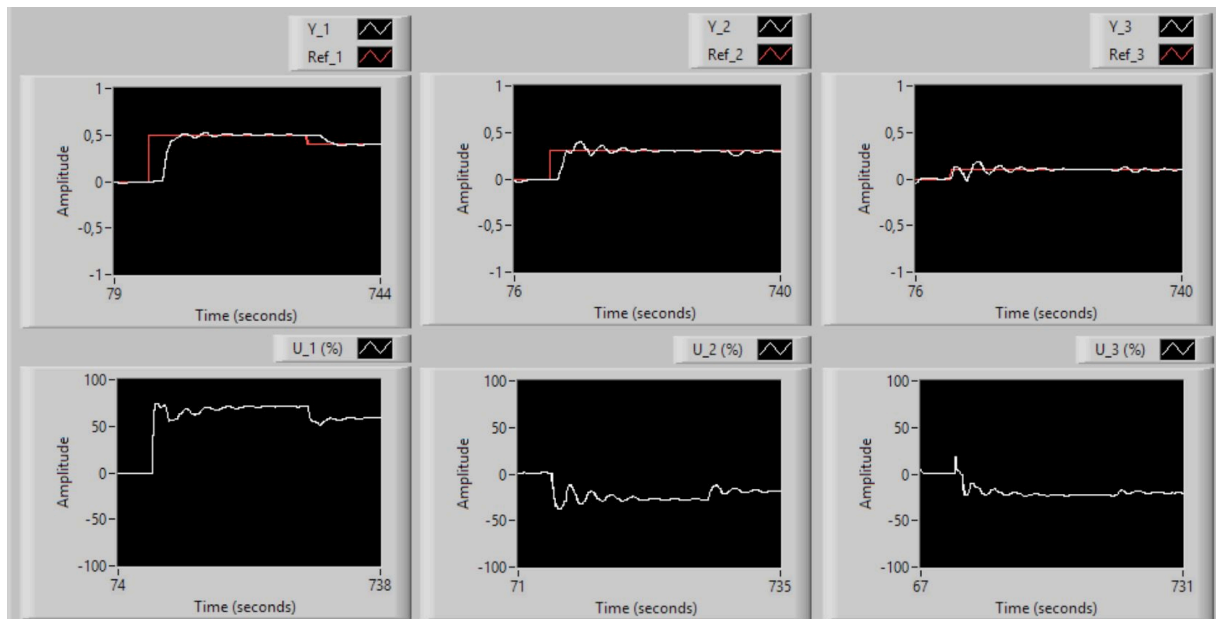 Y_1
Ref_1
Y_2
Ref_2
Y_3
Ref_3
Amplitude
1
0,5
0
-0,5
-1
79
744
Time (seconds)
Amplitude
1
0,5
0
-0,5
-1
76
740
Time (seconds)
Amplitude
1
0,5
0
-0,5
-1
76
740
Time (seconds)
U_1 (%)
U_2 (%)
U_3 (%)
Amplitude
100
50
0
-50
-100
74
738
Time (seconds)
Amplitude
100
50
0
-50
-100
71
735
Time (seconds)
Amplitude
100
50
0
-50
-100
67
731
Time (seconds)